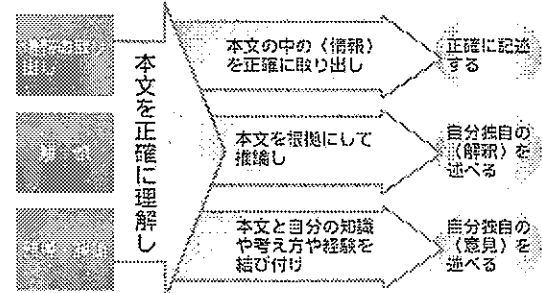 本文を正確に理解し
本文の中の〈情報〉
を正確に取り出し
正確に記述
する
本文を根拠にして
推論し
自分独自の
〈解釈〉を
述べる
本文と自分の知識
や考え方や経験を
結び付け
自分独自の
〈意見〉を
述べる